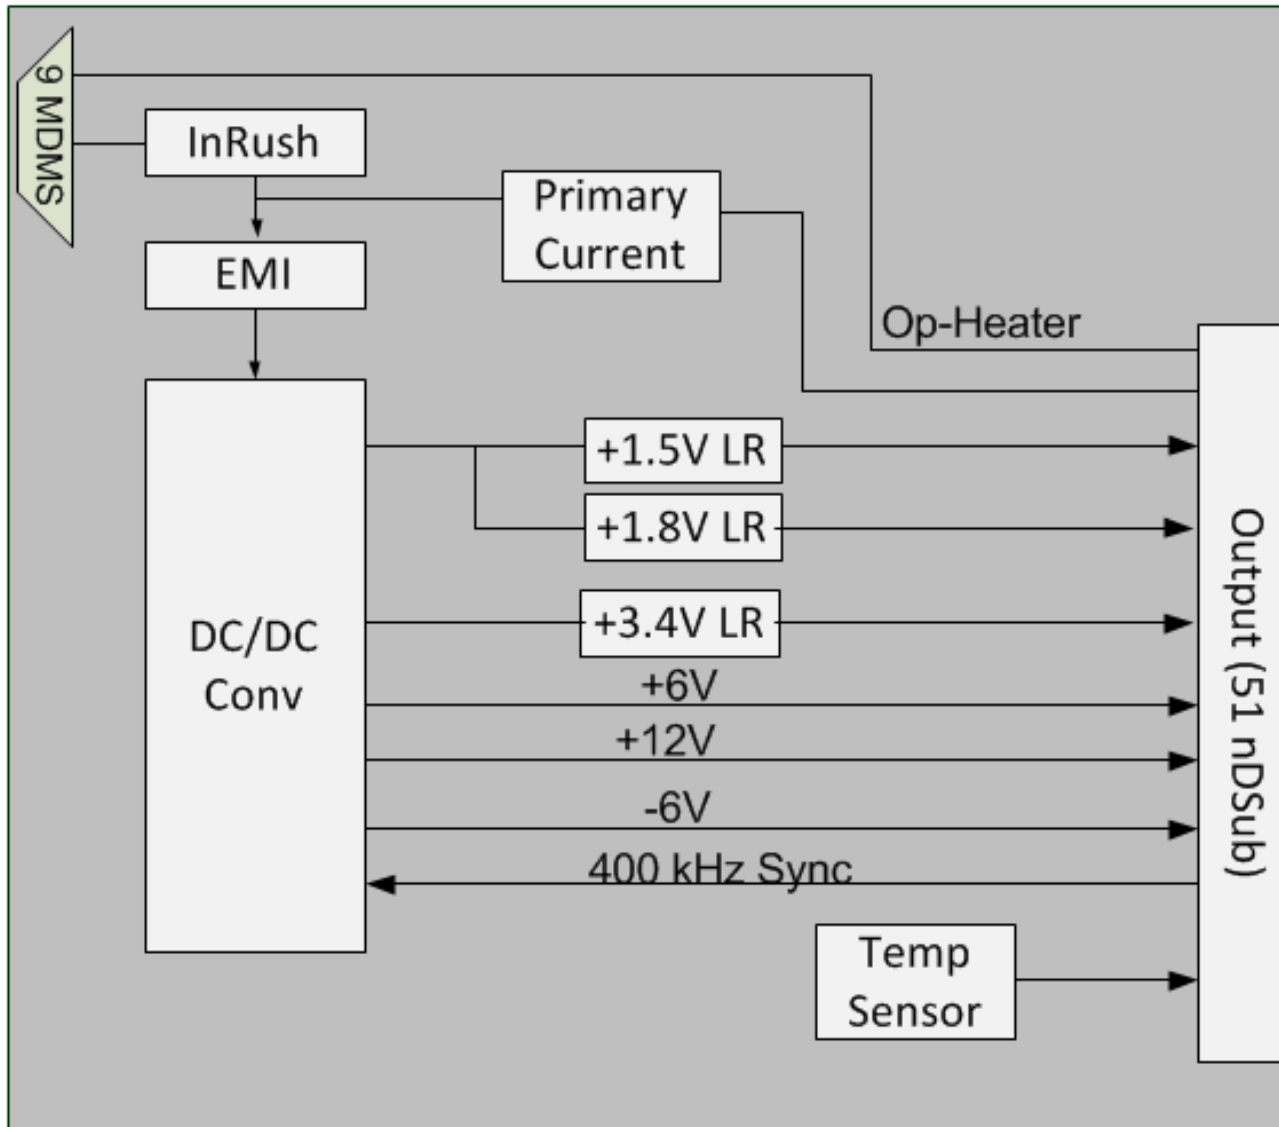 9 MDMS
InRush
Primary
Current
EMI
Op-Heater
+1.5V LR
+1.8V LR
+3.4V LR
DC/DC
Conv
+6V
+12V
-6V
400 kHz Sync
Output (51 nDSub)
Temp
Sensor